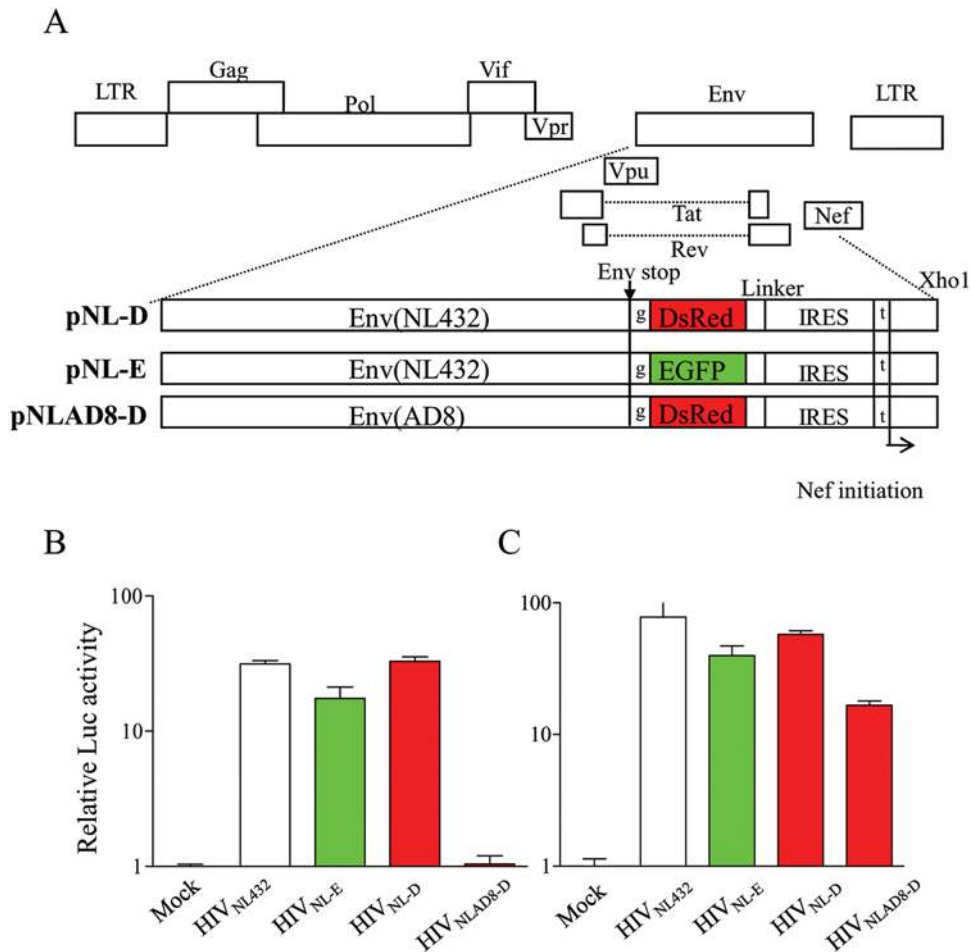 A
LTR
Gag
Pol
Vif
Vpr
Env
LTR
Vpu
Tat
Rev
Nef
Env stop
Linker
Xho1
pNL-D
Env(NL432)
g
DsRed
IRES
t
pNL-E
Env(NL432)
g
EGFP
IRES
t
pNLAD8-D
Env(AD8)
g
DsRed
IRES
t
Nef initiation
B
Relative Luc activity
100
10
1
Mock
HIVNL432
HIVNL-E
HIVNL-D
HIVNLAD8-D
C
100
10
1
Mock
HIVNL432
HIVNL-E
HIVNL-D
HIVNLAD8-D